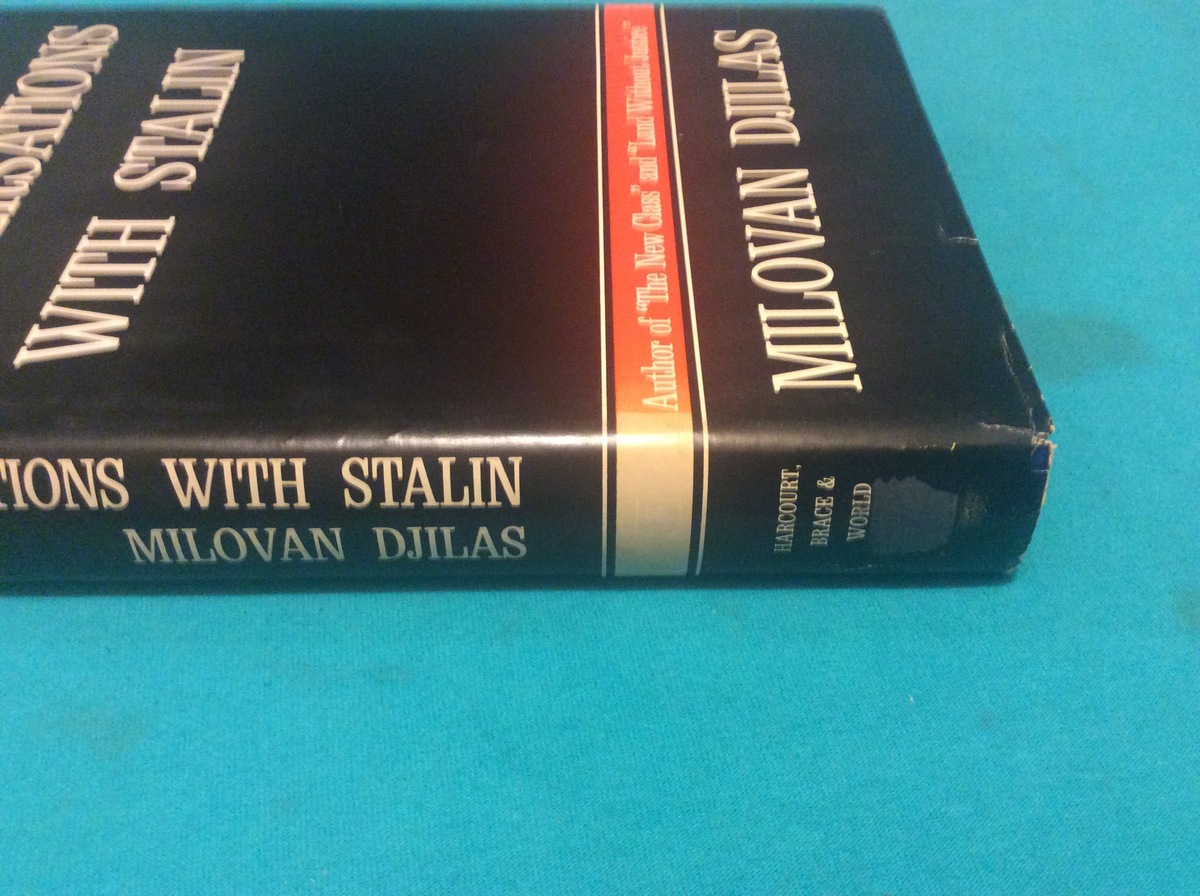 RSATIONS
WITH STALIN
Author of "The New Class" and "Land Without Justice"
MILOVAN DJILAS
TIONS WITH STALIN
MILOVAN DJILAS
HARCOURT,
BRACE &
WORLD